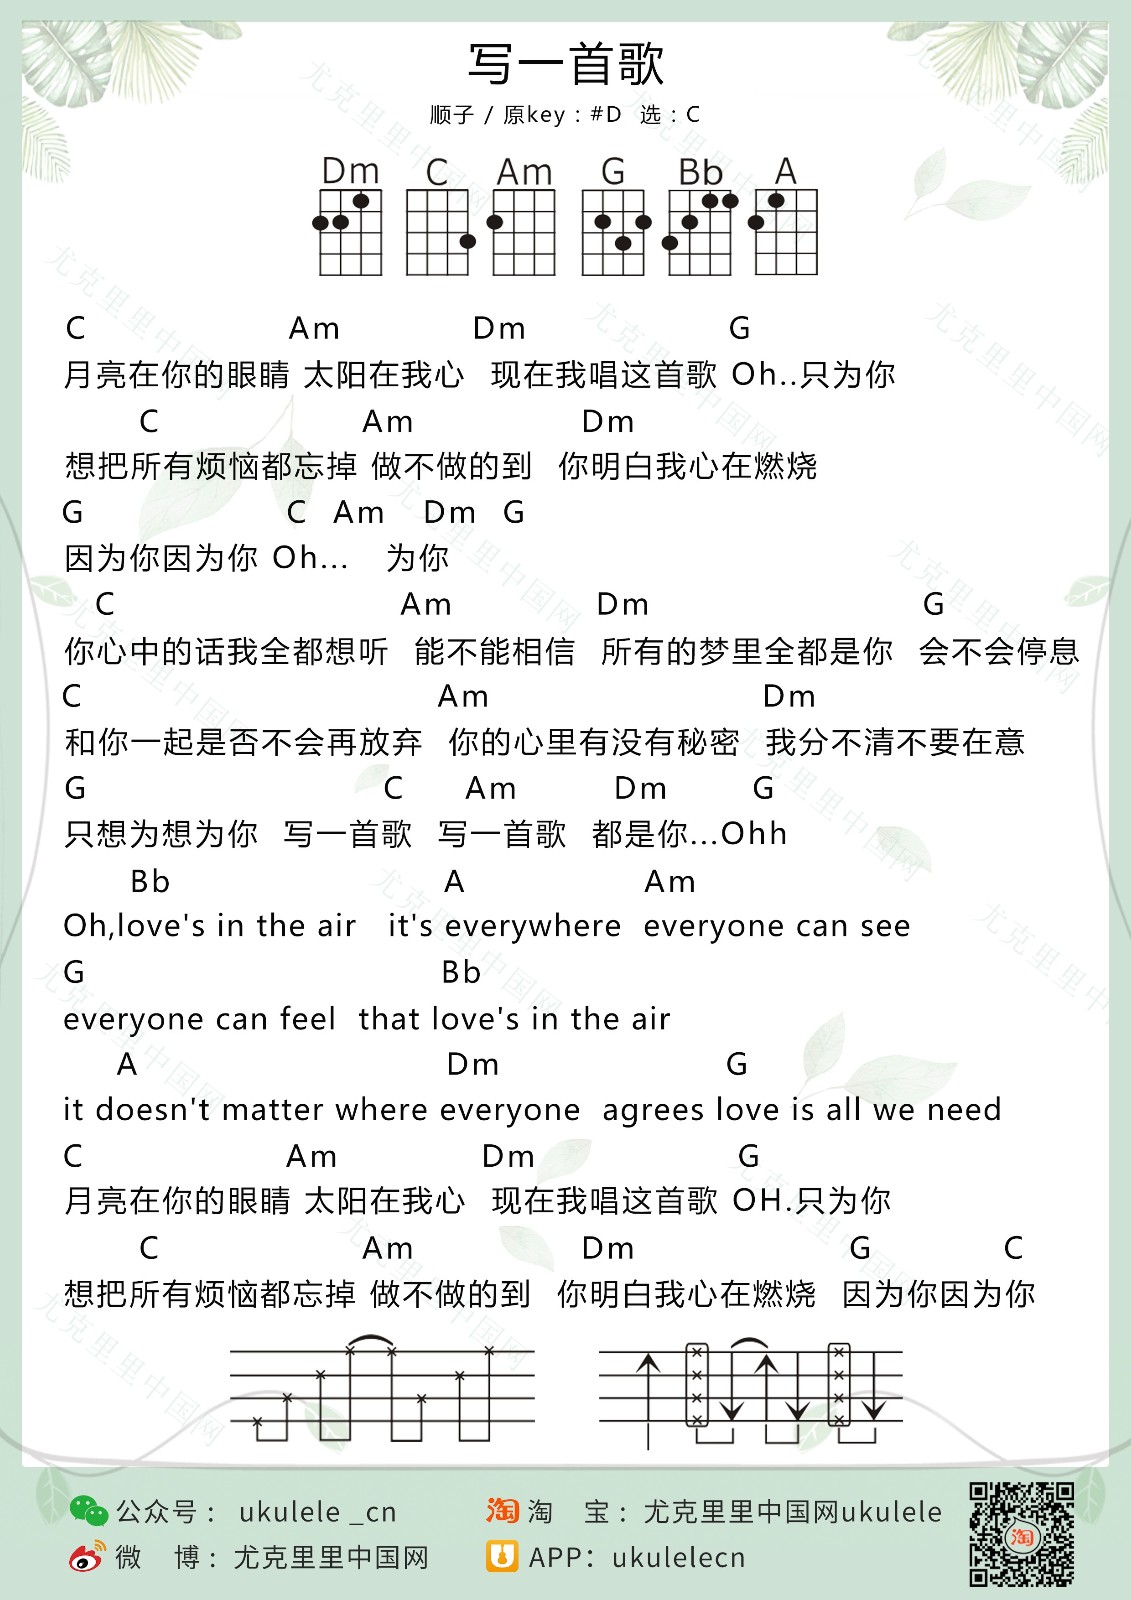 写一首歌
顺子 / 原key : #D 选 : C
Dm C Am G Bb A
C Am Dm G
月亮在你的眼睛 太阳在我心 现在我唱这首歌 Oh..只为你
C Am Dm
想把所有烦恼都忘掉 做不做的到 你明白我心在燃烧
G C Am Dm G
因为你因为你 Oh... 为你
C Am Dm G
你心中的话我全都想听 能不能相信 所有的梦里全都是你 会不会停息
C Am Dm
和你一起是否不会再放弃 你的心里有没有秘密 我分不清不要在意
G C Am Dm G
只想为想为你 写一首歌 写一首歌 都是你...Ohh
Bb A Am
Oh,love's in the air it's everywhere everyone can see
G Bb
everyone can feel that love's in the air
A Dm G
it doesn't matter where everyone agrees love is all we need
C Am Dm G
月亮在你的眼睛 太阳在我心 现在我唱这首歌 OH.只为你
C Am Dm G C
想把所有烦恼都忘掉 做不做的到 你明白我心在燃烧 因为你因为你
公众号： ukulele _cn
淘 淘 宝：尤克里里中国网ukulele
淘
微 博：尤克里里中国网
APP：ukulelecn